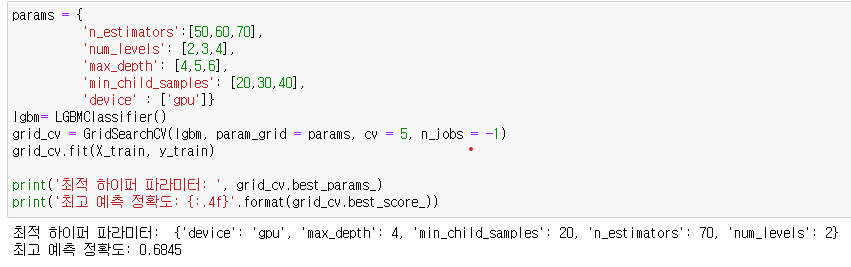 params = {
'n_estimators':[50,60,70],
'num_levels': [2,3,4],
'max_depth': [4,5,6],
'min_child_samples': [20,30,40],
'device' : ['gpu']}
lgbm= LGBMClassifier()
grid_cv = GridSearchCV(lgbm, param_grid = params, cv = 5, n_jobs = -1)
grid_cv.fit(X_train, y_train)
print('최적 하이퍼 파라미터: ', grid_cv.best_params_)
print('최고 예측 정확도: {:.4f}'.format(grid_cv.best_score_))
최적 하이퍼 파라미터:  {'device': 'gpu', 'max_depth': 4, 'min_child_samples': 20, 'n_estimators': 70, 'num_levels': 2}
최고 예측 정확도: 0.6845